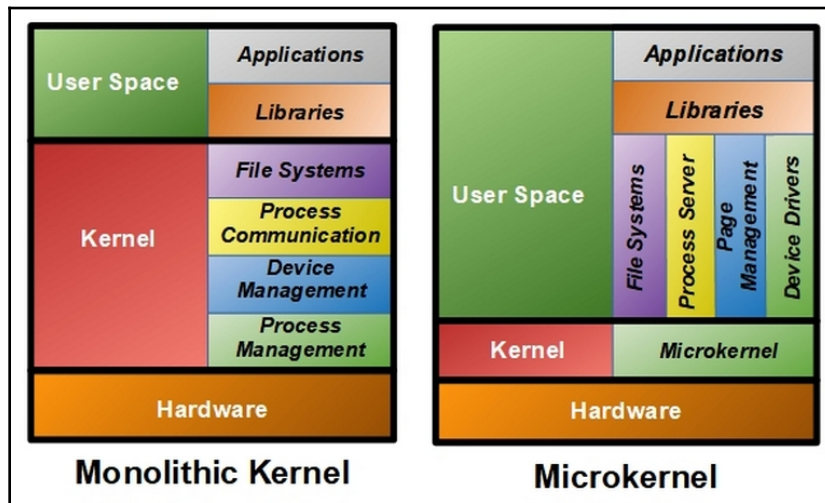 User Space
Applications
Libraries
Kernel
File Systems
Process
Communication
Device
Management
Process
Management
Hardware
Monolithic Kernel
User Space
Applications
Libraries
File Systems
Process Server
Page
Management
Device Drivers
Kernel
Microkernel
Hardware
Microkernel